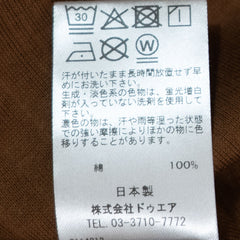 30
汗が付いたまま長時間放置せず早
めにお洗い下さい。
生成・淡色系の色物は、蛍光増白
剤が入っていない洗剤を使用して
下さい。
濃色の色物は、汗や雨等湿った状
態での強い摩擦によりほかの物に色
移りすることがあります。
綿 100%
日本製
株式会社ドゥエア
TEL 03-3710-7772